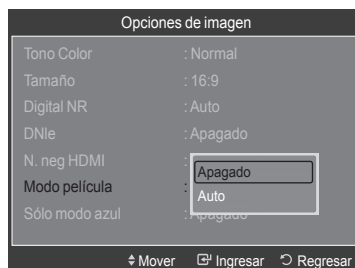 Opciones de imagen
Tono Color : Normal
Tamaño : 16:9
Digital NR : Auto
DNIe : Apagado
N. neg HDMI :
Apagado
Modo película :
Auto
Sólo modo azul : Apagado
Mover Ingresar Regresar